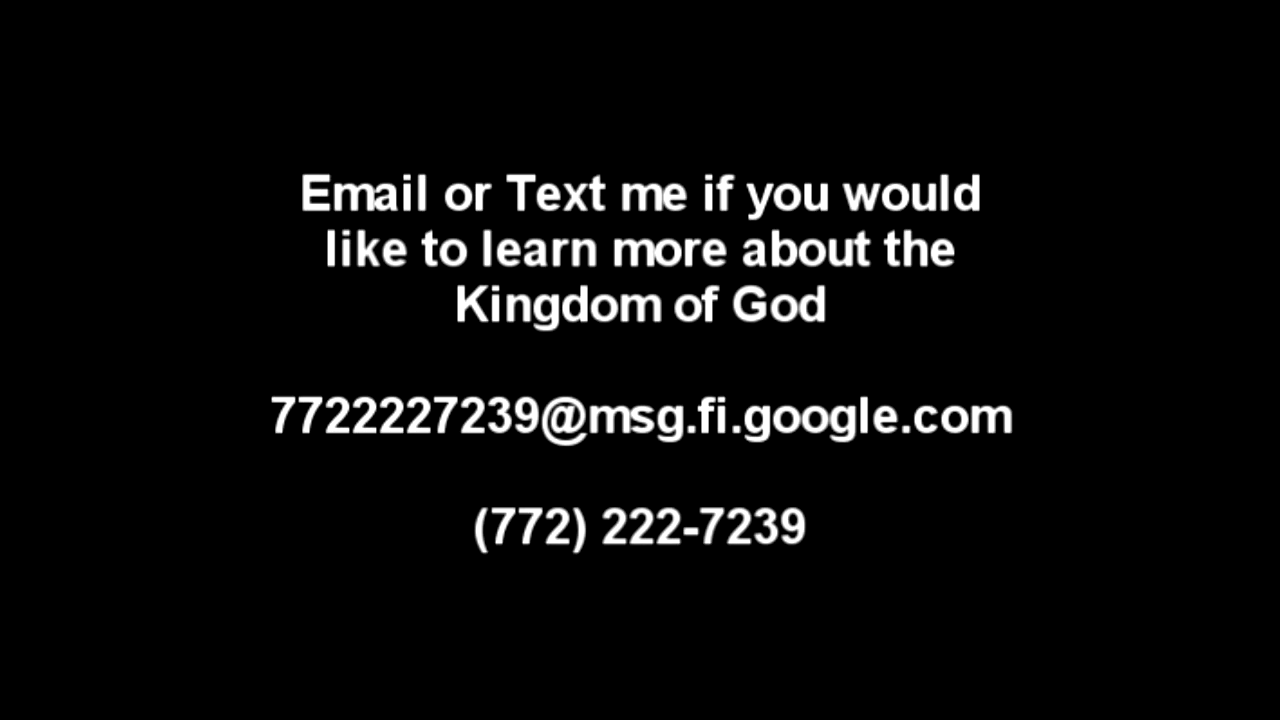 Email or Text me if you would
like to learn more about the
Kingdom of God
7722227239@msg.fi.google.com
(772) 222-7239